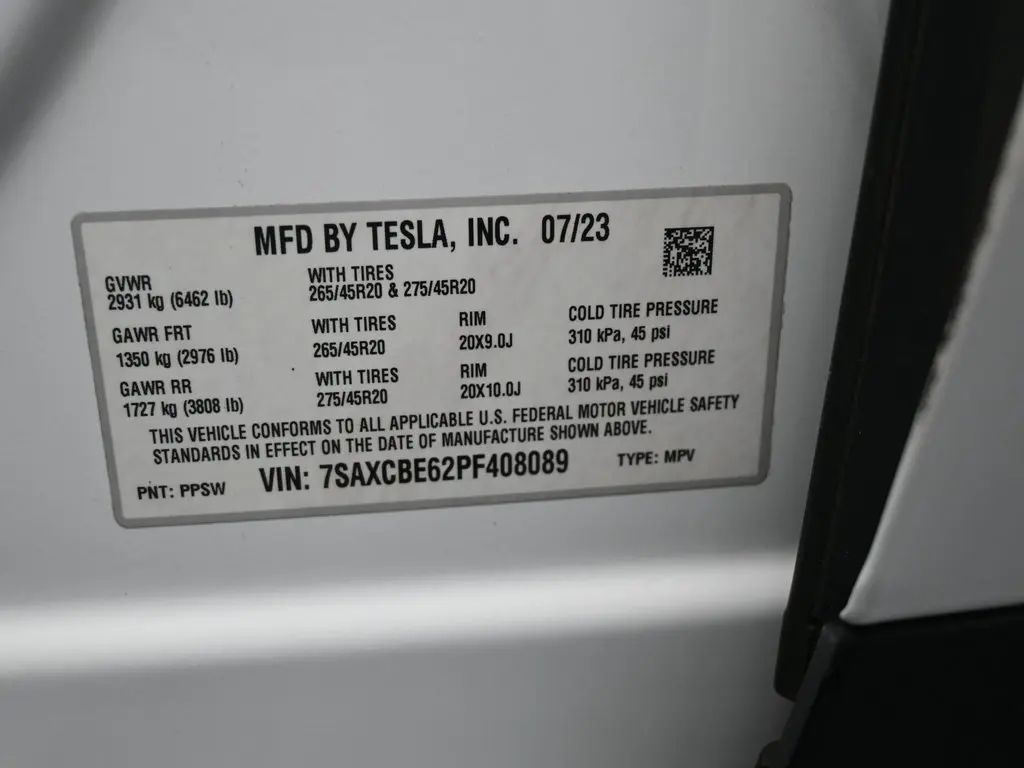 MFD BY TESLA, INC. 07/23
GVWR
2931 kg (6462 lb)
WITH TIRES
265/45R20 & 275/45R20
GAWR FRT
1350 kg (2976 lb)
WITH TIRES
265/45R20
RIM
20X9.0J
COLD TIRE PRESSURE
310 kPa, 45 psi
GAWR RR
1727 kg (3808 lb)
WITH TIRES
275/45R20
RIM
20X10.0J
COLD TIRE PRESSURE
310 kPa, 45 psi
THIS VEHICLE CONFORMS TO ALL APPLICABLE U.S. FEDERAL MOTOR VEHICLE SAFETY
STANDARDS IN EFFECT ON THE DATE OF MANUFACTURE SHOWN ABOVE.
PNT: PPSW
VIN: 7SAXCBE62PF408089
TYPE: MPV